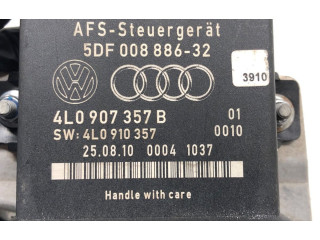 AFS-Steuergerät
5DF 008 886-32
3910
4L0 907 357 B 01
SW: 4L0 910 357 0010
25.08.10 0004 1037
Handle with care